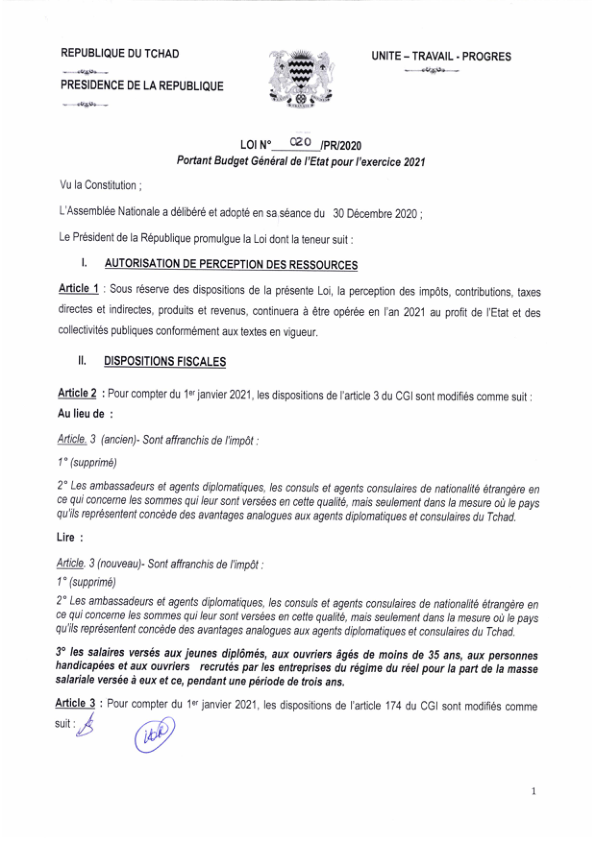 REPUBLIQUE DU TCHAD
UNITE – TRAVAIL - PROGRES
PRESIDENCE DE LA REPUBLIQUE
LOI N° 020 /PR/2020
Portant Budget Général de l'Etat pour l'exercice 2021
Vu la Constitution ;
L'Assemblée Nationale a délibéré et adopté en sa séance du 30 Décembre 2020 ;
Le Président de la République promulgue la Loi dont la teneur suit :
I. AUTORISATION DE PERCEPTION DES RESSOURCES
Article 1 : Sous réserve des dispositions de la présente Loi, la perception des impôts, contributions, taxes
directes et indirectes, produits et revenus, continuera à être opérée en l'an 2021 au profit de l'Etat et des
collectivités publiques conformément aux textes en vigueur.
II. DISPOSITIONS FISCALES
Article 2 : Pour compter du 1er janvier 2021, les dispositions de l'article 3 du CGI sont modifiés comme suit :
Au lieu de :
Article. 3 (ancien)- Sont affranchis de l'impôt :
1° (supprimé)
2° Les ambassadeurs et agents diplomatiques, les consuls et agents consulaires de nationalité étrangère en
ce qui concerne les sommes qui leur sont versées en cette qualité, mais seulement dans la mesure où le pays
qu'ils représentent concède des avantages analogues aux agents diplomatiques et consulaires du Tchad.
Lire :
Article. 3 (nouveau)- Sont affranchis de l'impôt :
1° (supprimé)
2° Les ambassadeurs et agents diplomatiques, les consuls et agents consulaires de nationalité étrangère en
ce qui concerne les sommes qui leur sont versées en cette qualité, mais seulement dans la mesure où le pays
qu'ils représentent concède des avantages analogues aux agents diplomatiques et consulaires du Tchad.
3° les salaires versés aux jeunes diplômés, aux ouvriers âgés de moins de 35 ans, aux personnes
handicapées et aux ouvriers recrutés par les entreprises du régime du réel pour la part de la masse
salariale versée à eux et ce, pendant une période de trois ans.
Article 3 : Pour compter du 1er janvier 2021, les dispositions de l'article 174 du CGI sont modifiés comme
suit :
1